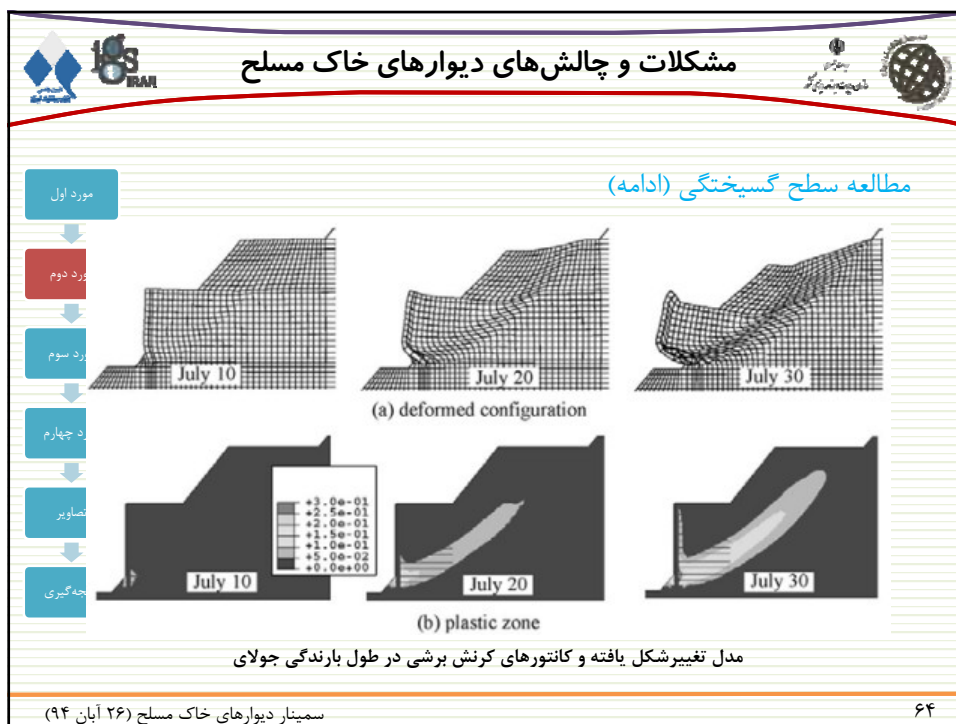 مشکلات و چالش‌های دیوارهای خاک مسلح
IGS
IRAN
مطالعه سطح گسیختگی (ادامه)
مورد اول
ورد دوم
ورد سوم
رد چهارم
تصاویر
جه‌گیری
July 10
July 20
July 30
(a) deformed configuration
+3.0e-01
+2.5e-01
+2.0e-01
+1.5e-01
+1.0e-01
+5.0e-02
+0.0e+00
July 10
July 20
July 30
(b) plastic zone
مدل تغییرشکل یافته و کانتورهای کرنش برشی در طول بارندگی جولای
سمینار دیوارهای خاک مسلح (۲۶ آبان ۹۴)
۶۴